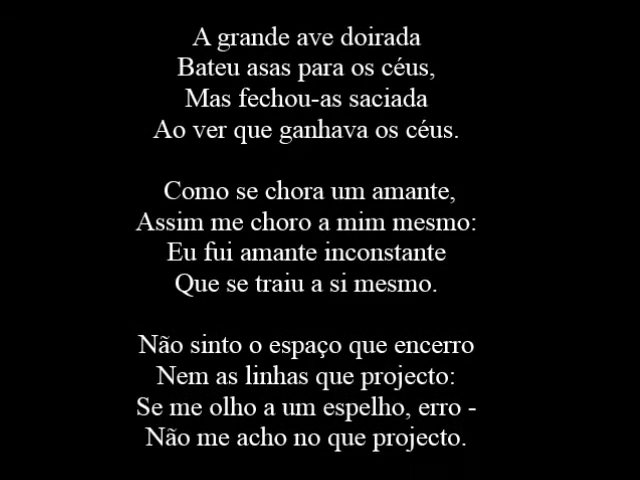 A grande ave doirada
Bateu asas para os céus,
Mas fechou-as saciada
Ao ver que ganhava os céus.
Como se chora um amante,
Assim me choro a mim mesmo:
Eu fui amante inconstante
Que se traiu a si mesmo.
Não sinto o espaço que encerro
Nem as linhas que projecto:
Se me olho a um espelho, erro -
Não me acho no que projecto.